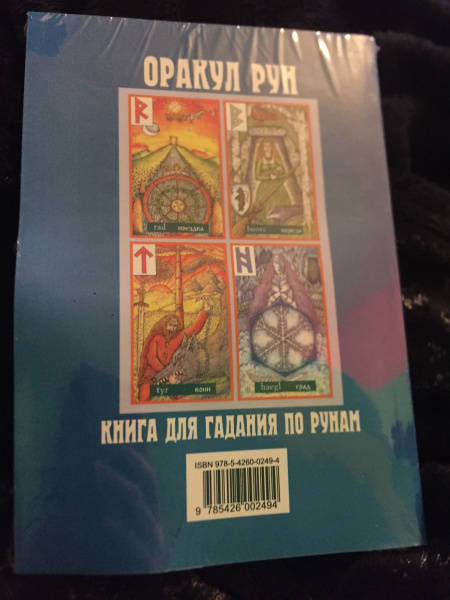 ОРАКУЛ РУН
rad поездка
beorc береза
tyr воин
haegl град
КНИГА ДЛЯ ГАДАНИЯ ПО РУНАМ
ISBN 978-5-4260-0249-4
9 785426 002494